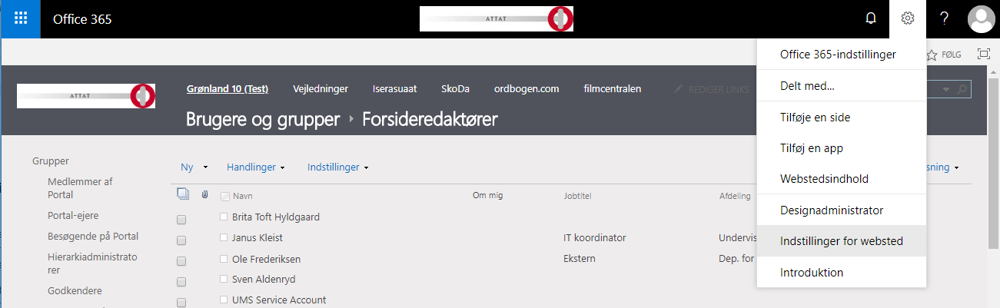 Office 365
ATTAT
?
Office 365-indstillinger
FØLG
Delt med...
ATTAT
Grønland 10 (Test) Vejledninger Iserasuaat SkoDa ordbogen.com filmcentralen REDIGER LINKS
Brugere og grupper Forsideredaktører
Tilføje en side
Tilføj en app
Webstedsindhold
Designadministrator
Indstillinger for websted
Introduktion
Grupper
Medlemmer af
Portal
Portal-ejere
Besøgende på Portal
Hierarkiadministrato
rer
Godkendere
Ny Handlinger Indstillinger sning
Navn Om mig Jobtitel Afdeling
Brita Toft Hyldgaard
Janus Kleist IT koordinator Undervis
Ole Frederiksen Ekstern Dep. for
Sven Aldenryd
UMS Service Account